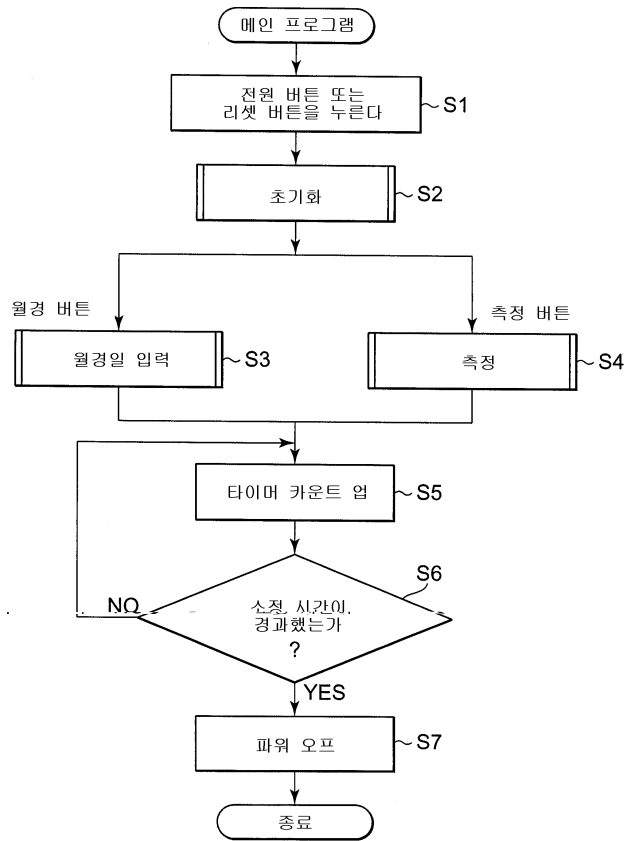 메인 프로그램
전원 버튼 또는
리셋 버튼을 누른다
S1
초기화
S2
월경 버튼
측정 버튼
월경일 입력
S3
측정
S4
타이머 카운트 업
S5
S6
NO
소정 시간이
경과했는가
?
YES
파워 오프
S7
종료